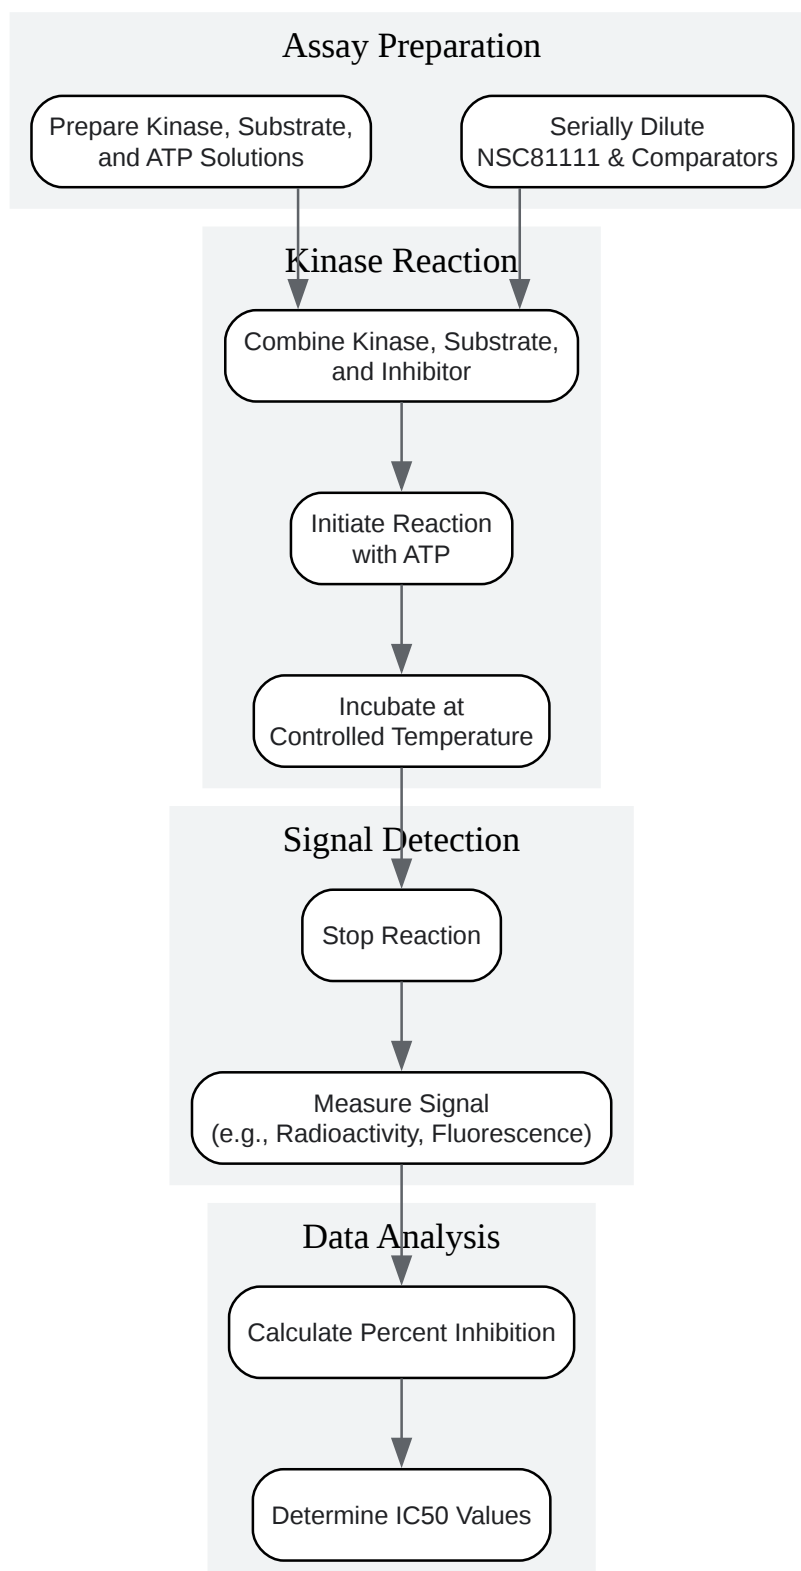 Assay Preparation
Prepare Kinase, Substrate,
and ATP Solutions
Serially Dilute
NSC81111 & Comparators
Kinase Reaction
Combine Kinase, Substrate,
and Inhibitor
Initiate Reaction
with ATP
Incubate at
Controlled Temperature
Signal Detection
Stop Reaction
Measure Signal
(e.g., Radioactivity, Fluorescence)
Data Analysis
Calculate Percent Inhibition
Determine IC50 Values